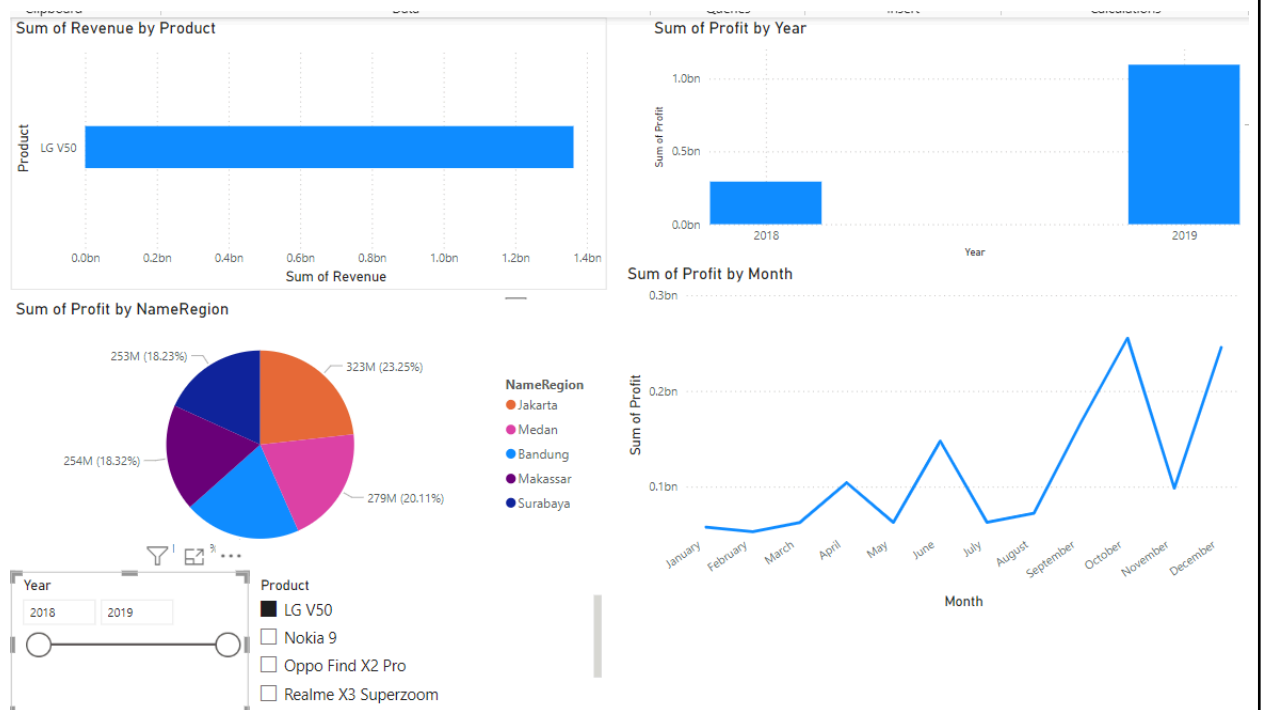 Clipboard
Data
Queries
Insert
Calculations
Sum of Revenue by Product
Product
LG V50
0.0bn 0.2bn 0.4bn 0.6bn 0.8bn 1.0bn 1.2bn 1.4bn
Sum of Revenue
Sum of Profit by Year
Sum of Profit
1.0bn
0.5bn
0.0bn
2018 2019
Year
Sum of Profit by NameRegion
253M (18.23%)
323M (23.25%)
254M (18.32%)
279M (20.11%)
NameRegion
Jakarta
Medan
Bandung
Makassar
Surabaya
Sum of Profit by Month
Sum of Profit
0.3bn
0.2bn
0.1bn
January February March April May June July August September October November December
Month
Year
2018 2019
Product
LG V50
Nokia 9
Oppo Find X2 Pro
Realme X3 Superzoom